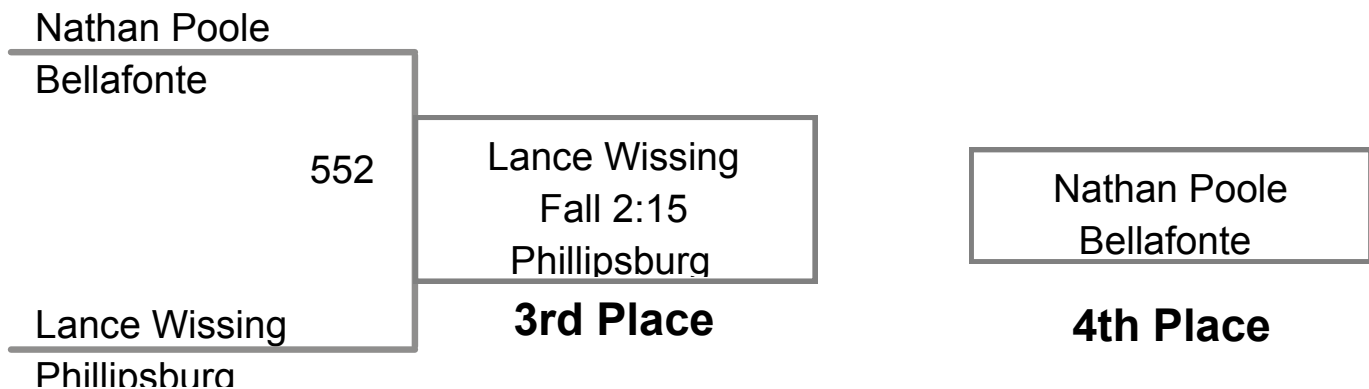 Nathan Poole
Bellafonte
552
Lance Wissing
Fall 2:15
Phillipsburg
3rd Place
Nathan Poole
Bellafonte
4th Place
Lance Wissing
Phillipsburg